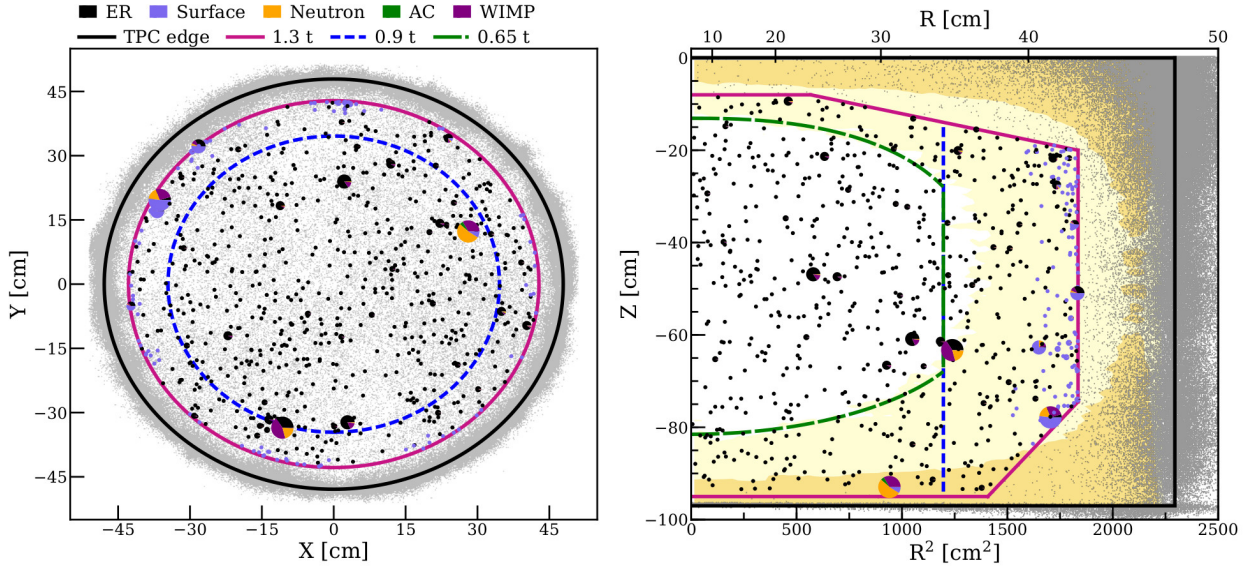 ER Surface Neutron AC WIMP
TPC edge 1.3 t 0.9 t 0.65 t
45
30
15
0
−15
−30
−45
Y [cm]
−45 −30 −15 0 15 30 45
X [cm]
R [cm]
10 20 30 40 50
0
−20
−40
−60
−80
−100
Z [cm]
0 500 1000 1500 2000 2500
R² [cm²]